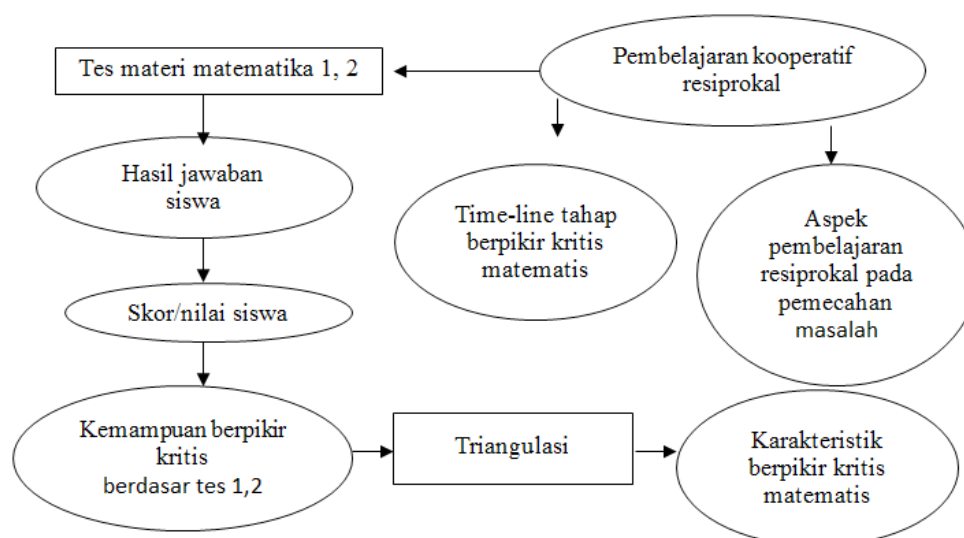 Tes materi matematika 1, 2
Pembelajaran kooperatif
resiprokal
Hasil jawaban
siswa
Time-line tahap
berpikir kritis
matematis
Aspek
pembelajaran
resiprokal pada
pemecahan
masalah
Skor/nilai siswa
Kemampuan berpikir
kritis
berdasar tes 1,2
Triangulasi
Karakteristik
berpikir kritis
matematis